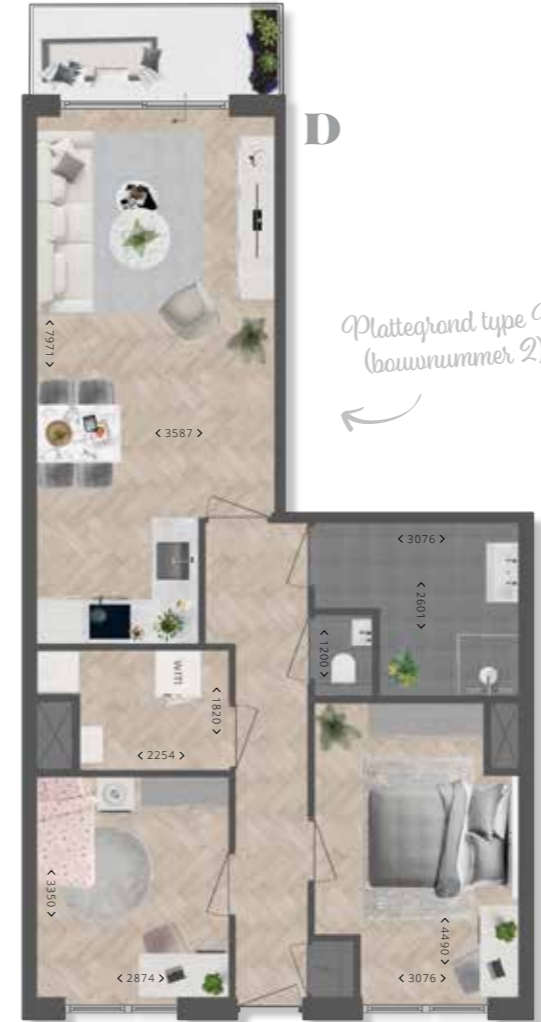 D
Plattegrond type
(bouwnummer 2)
< 7971 >
< 3587 >
< 3076 >
< 2601 >
< 1200 >
WM
< 1820 >
< 2254 >
< 3350 >
< 2874 >
< 4490 >
< 3076 >